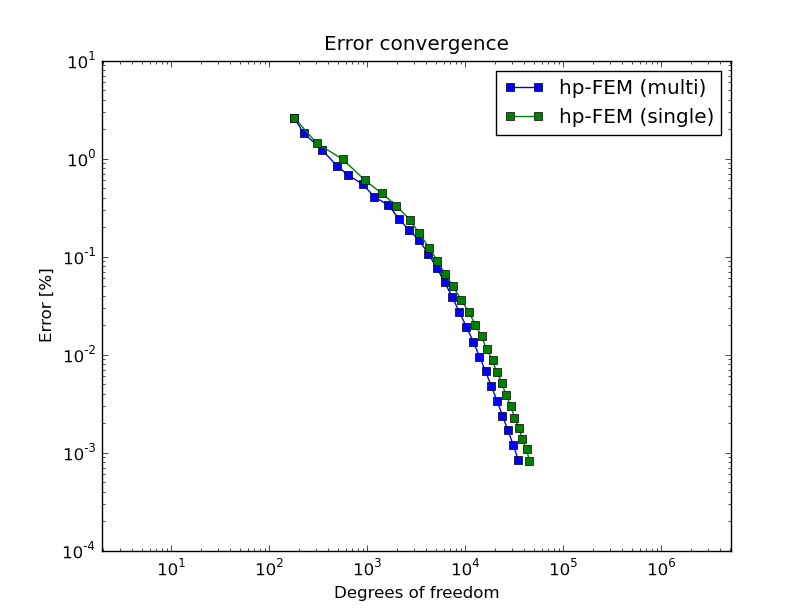 Error convergence
hp-FEM (multi)
hp-FEM (single)
Error [%]
10^1
10^0
10^-1
10^-2
10^-3
10^-4
10^1 10^2 10^3 10^4 10^5 10^6
Degrees of freedom